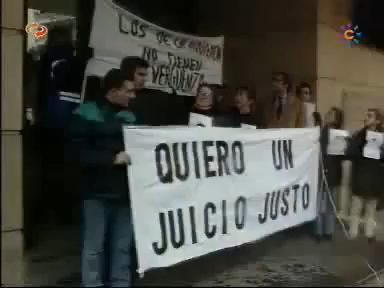 LOS DE
NO TIENEN
VERGÜENZA
QUIERO UN
JUICIO JUSTO